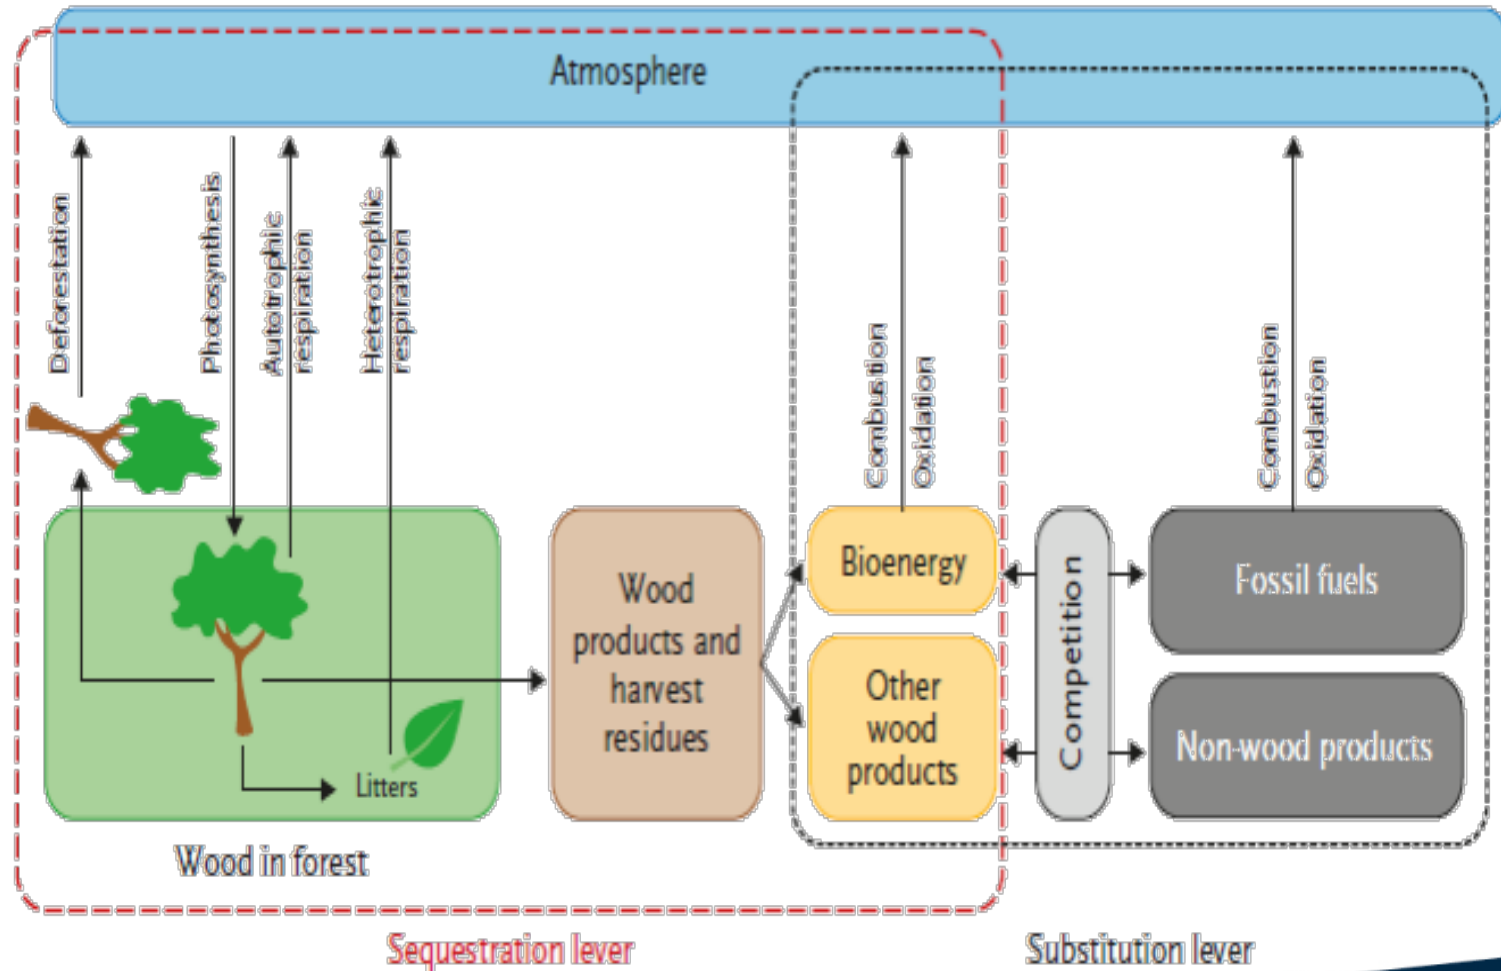 Atmosphere
Deforestation
Photosynthesis
Autotrophic
respiration
Heterotrophic
respiration
Combustion
Oxidation
Combustion
Oxidation
Wood
products and
harvest
residues
Bioenergy
Other
wood
products
Competition
Fossil fuels
Non-wood products
Litters
Wood in forest
Sequestration lever
Substitution lever